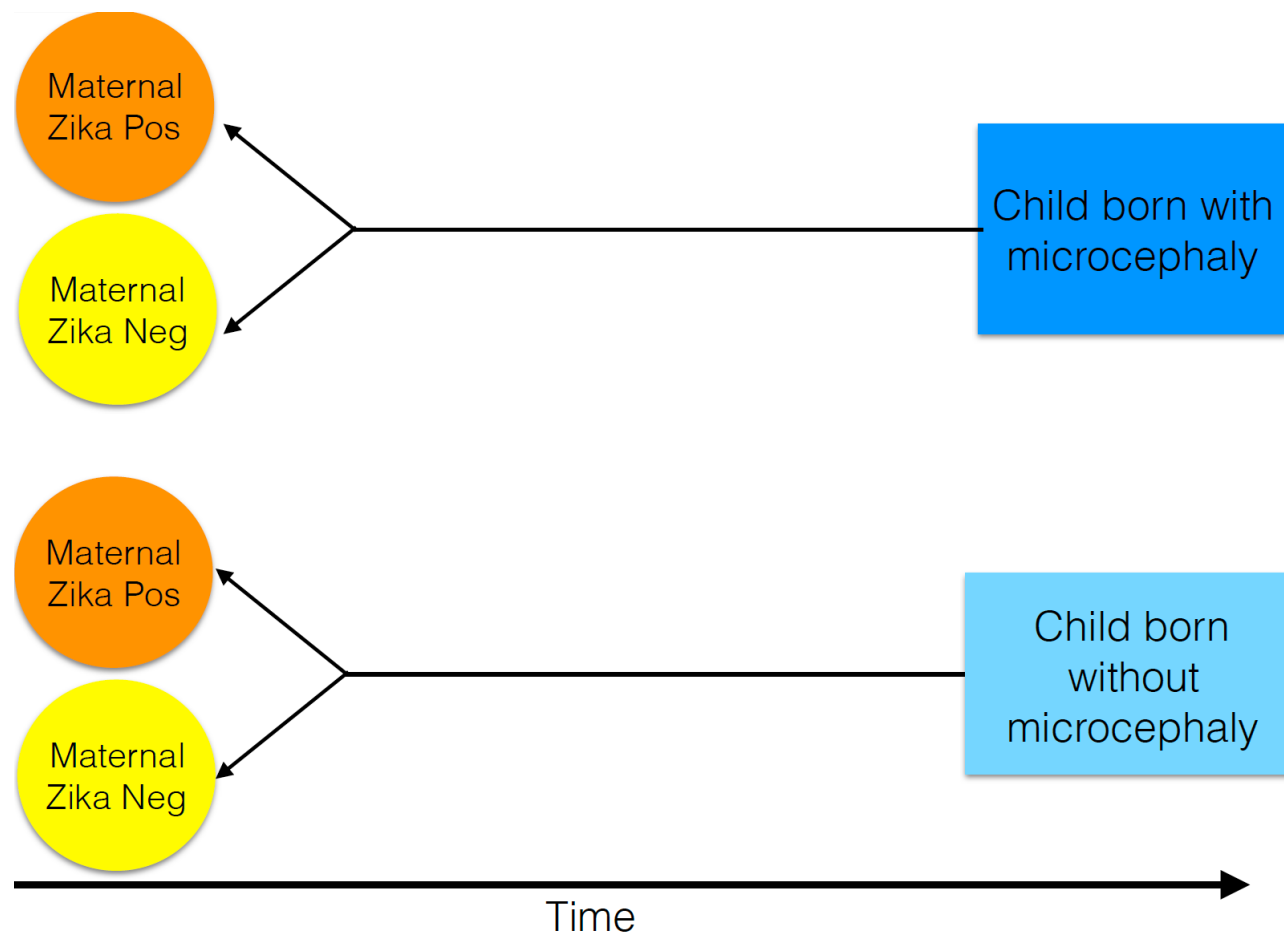 Maternal
Zika Pos
Maternal
Zika Neg
Child born with
microcephaly
Maternal
Zika Pos
Maternal
Zika Neg
Child born
without
microcephaly
Time